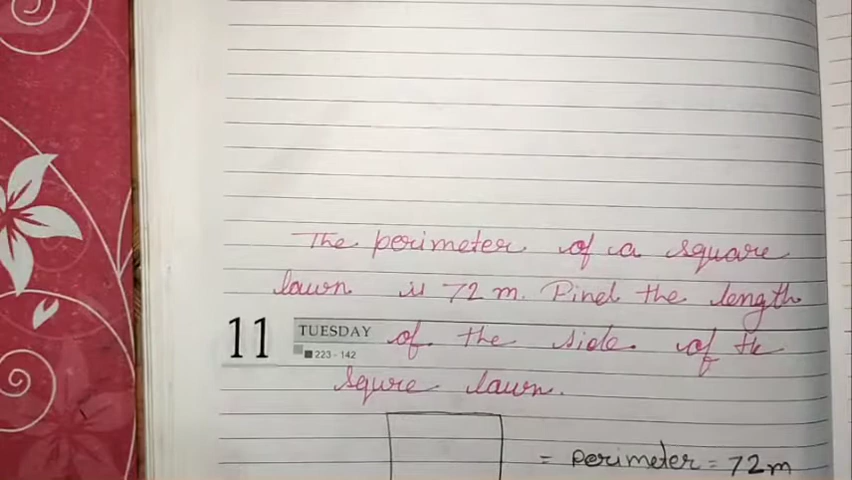 The perimeter of a square
lawn is 72 m. Find the length
11 TUESDAY of the side of the
223 - 142
squre lawn.
= perimeter = 72m